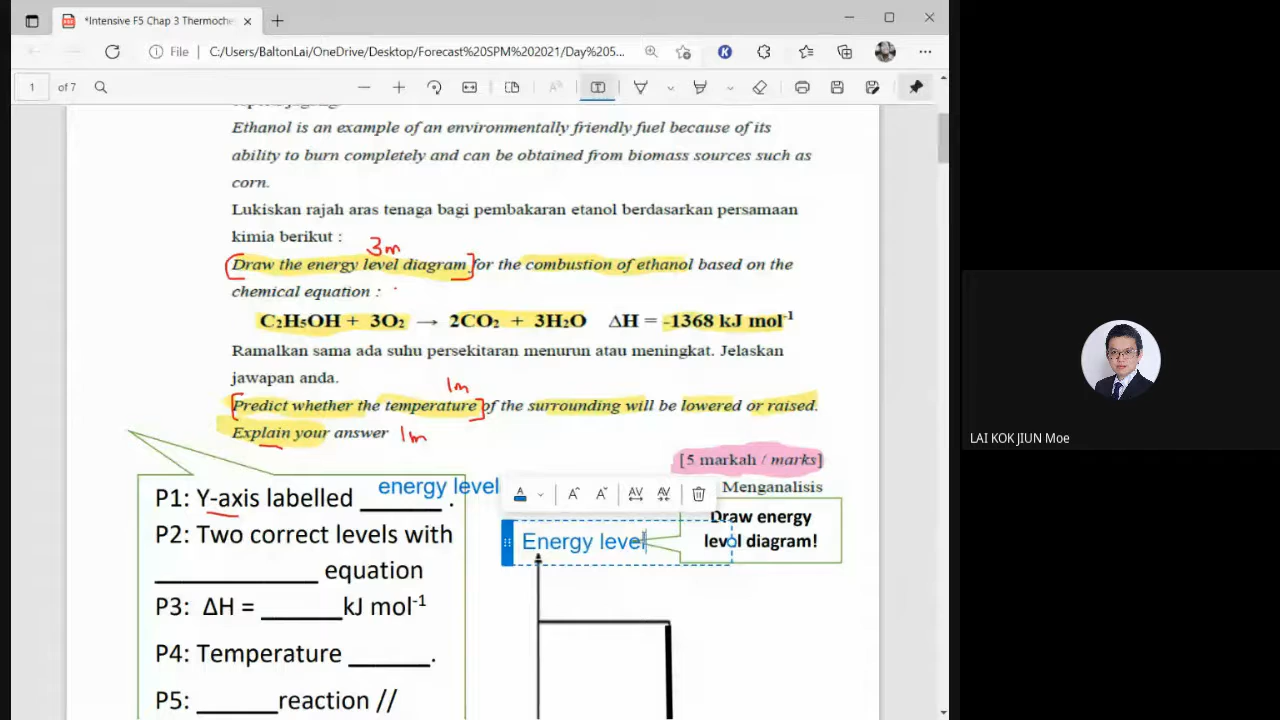 *Intensive F5 Chap 3 Thermoche
File C:/Users/BaltonLai/OneDrive/Desktop/Forecast%20SPM%202021/Day%205...
1 of 7
Ethanol is an example of an environmentally friendly fuel because of its
ability to burn completely and can be obtained from biomass sources such as
corn.
Lukiskan rajah aras tenaga bagi pembakaran etanol berdasarkan persamaan
kimia berikut :
3m
Draw the energy level diagram for the combustion of ethanol based on the
chemical equation :
C₂H₅OH + 3O₂ → 2CO₂ + 3H₂O ΔH = -1368 kJ mol⁻¹
Ramalkan sama ada suhu persekitaran menurun atau meningkat. Jelaskan
jawapan anda.
1m
Predict whether the temperature of the surrounding will be lowered or raised.
Explain your answer 1m
[5 markah / marks]
Menganalisis
P1: Y-axis labelled energy level ______ .
P2: Two correct levels with
____________ equation
P3: ΔH = ______kJ mol⁻¹
P4: Temperature ______.
P5: ______reaction //
Energy level
Draw energy
level diagram!
LAI KOK JIUN Moe